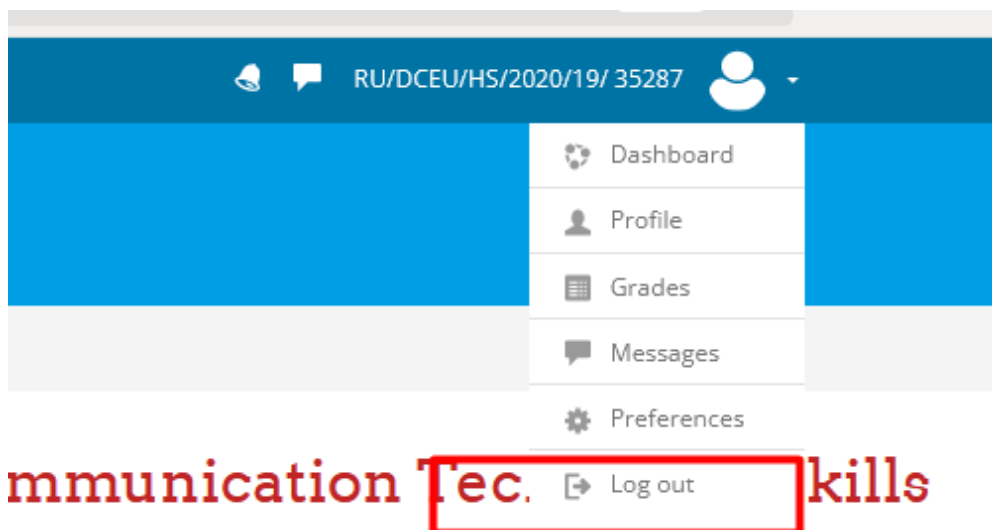 RU/DCEU/HS/2020/19/ 35287
Dashboard
Profile
Grades
Messages
Preferences
mmunication Tec kills
Log out